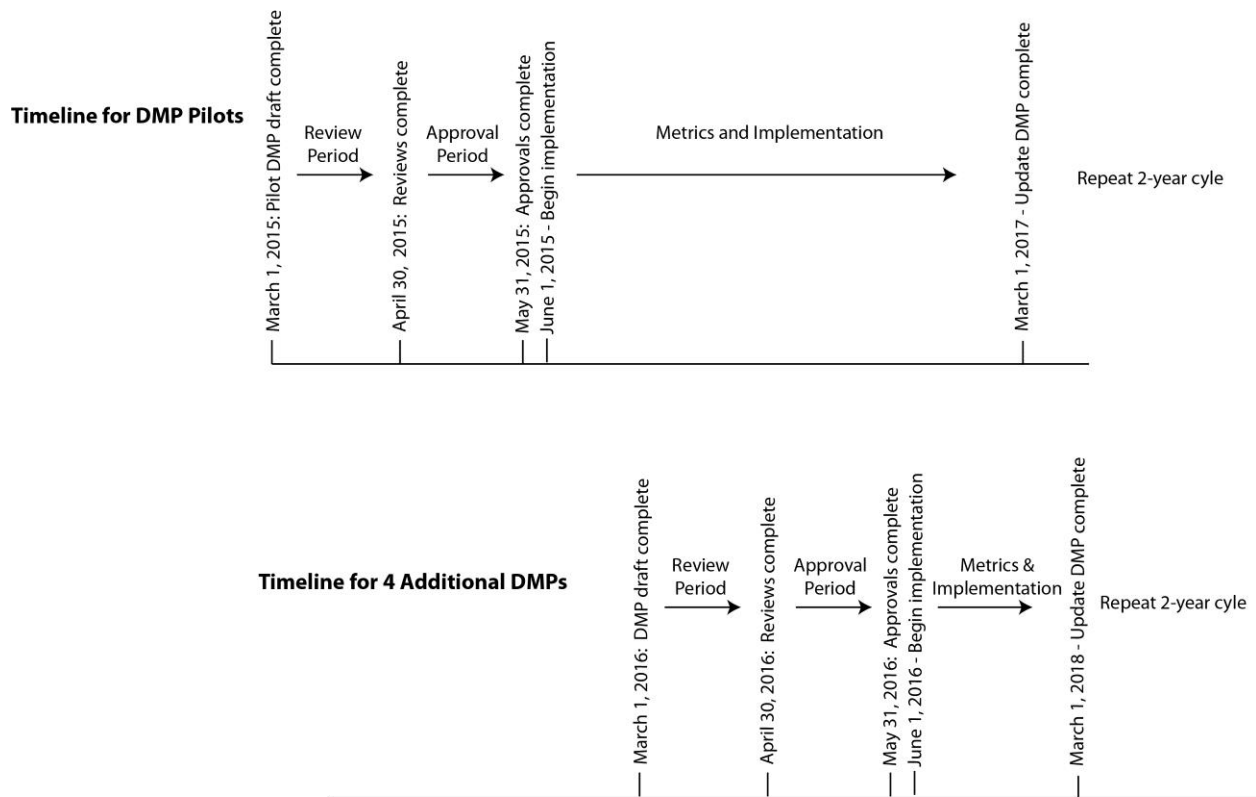 Timeline for DMP Pilots
March 1, 2015: Pilot DMP draft complete
Review
Period
April 30, 2015: Reviews complete
Approval
Period
May 31, 2015: Approvals complete
June 1, 2015 - Begin implementation
Metrics and Implementation
March 1, 2017 - Update DMP complete
Repeat 2-year cyle
Timeline for 4 Additional DMPs
March 1, 2016: DMP draft complete
Review
Period
April 30, 2016: Reviews complete
Approval
Period
May 31, 2016: Approvals complete
June 1, 2016 - Begin implementation
Metrics &
Implementation
March 1, 2018 - Update DMP complete
Repeat 2-year cyle